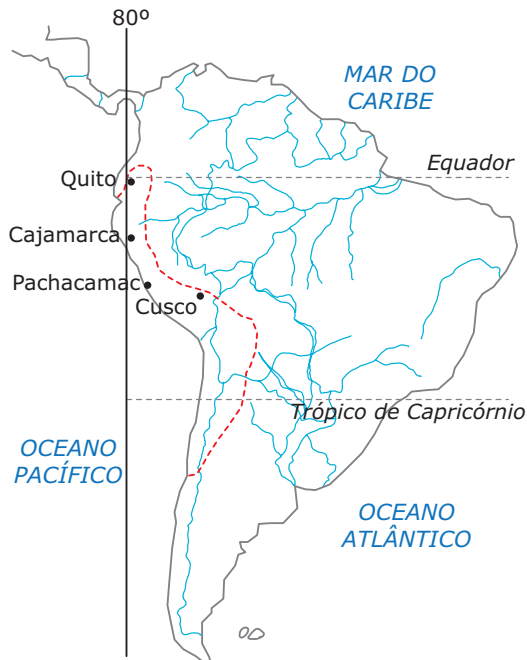 80º
MAR DO
CARIBE
Equador
Quito
Cajamarca
Pachacamac
Cusco
Trópico de Capricórnio
OCEANO
PACÍFICO
OCEANO
ATLÂNTICO